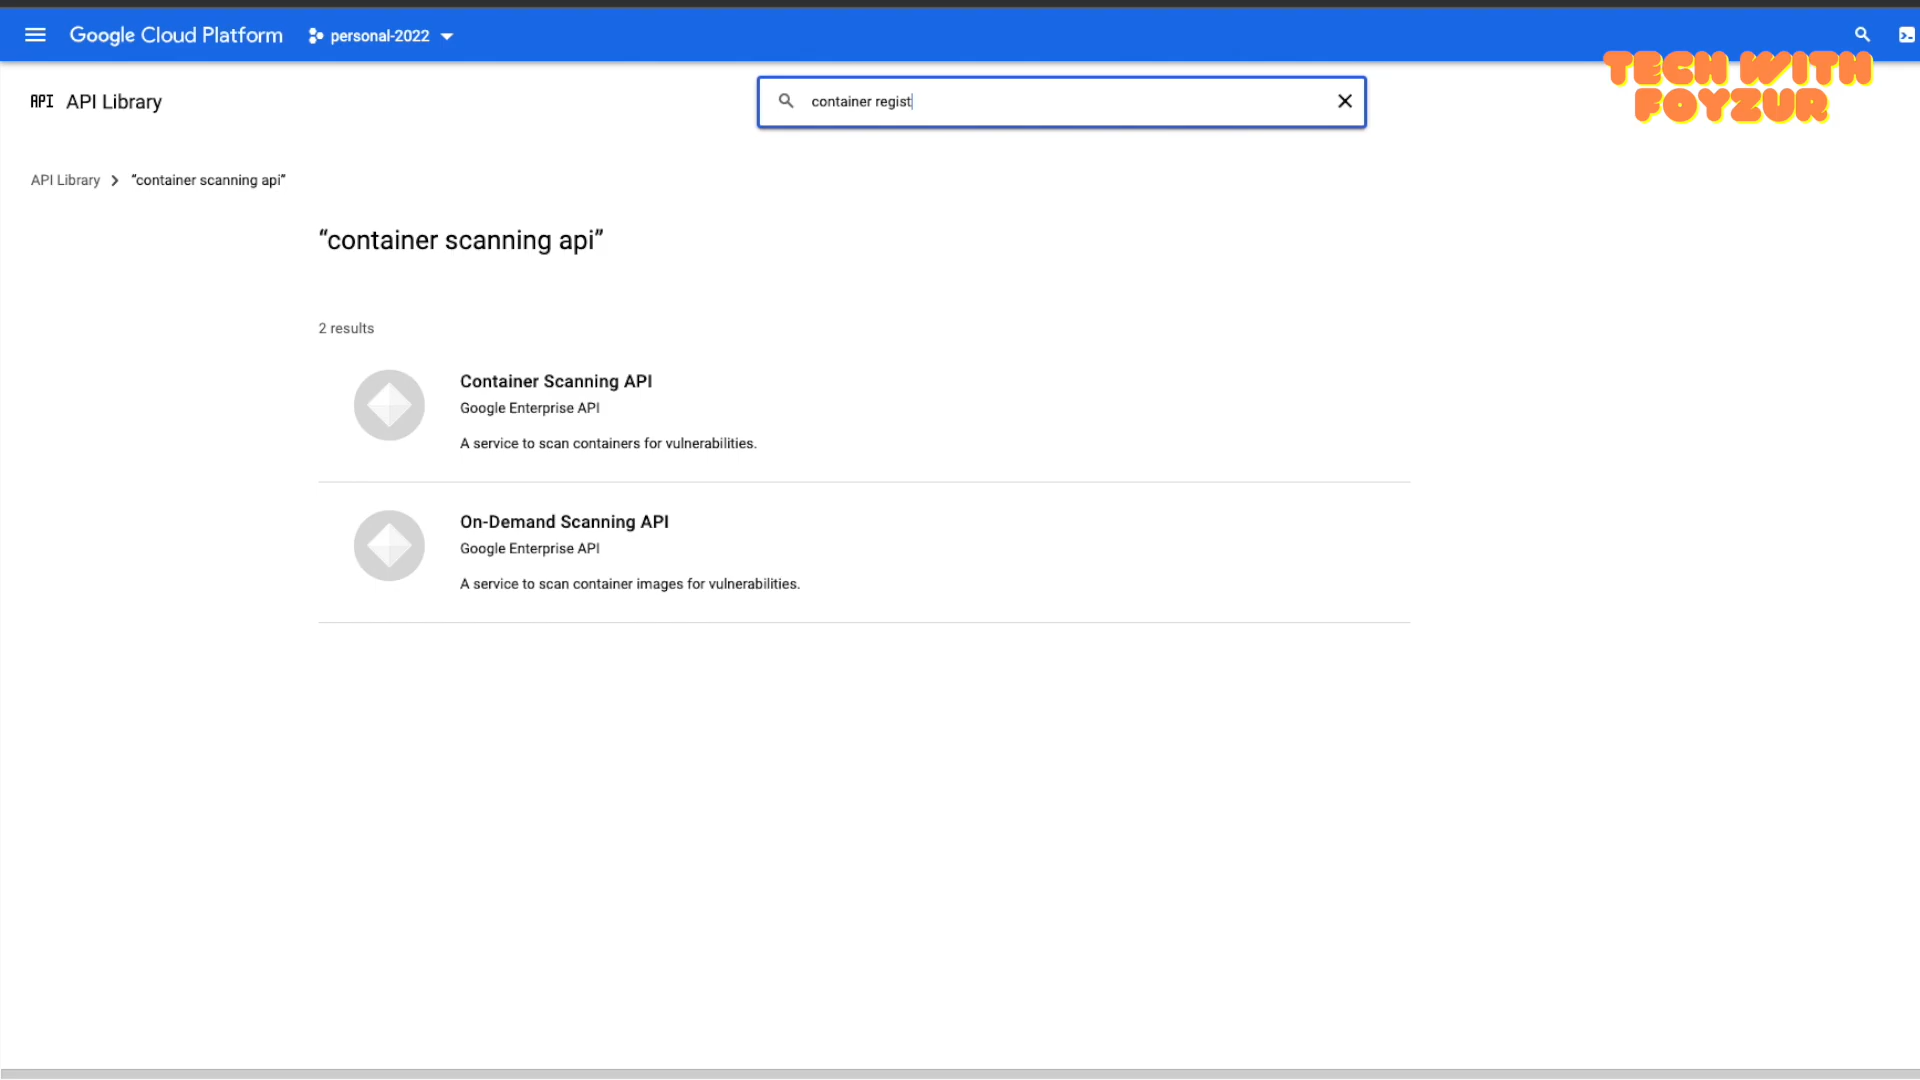 Google Cloud Platform personal-2022
TECH WITH
FOYZUR
API API Library
container regist
API Library > “container scanning api”
“container scanning api”
2 results
Container Scanning API
Google Enterprise API
A service to scan containers for vulnerabilities.
On-Demand Scanning API
Google Enterprise API
A service to scan container images for vulnerabilities.